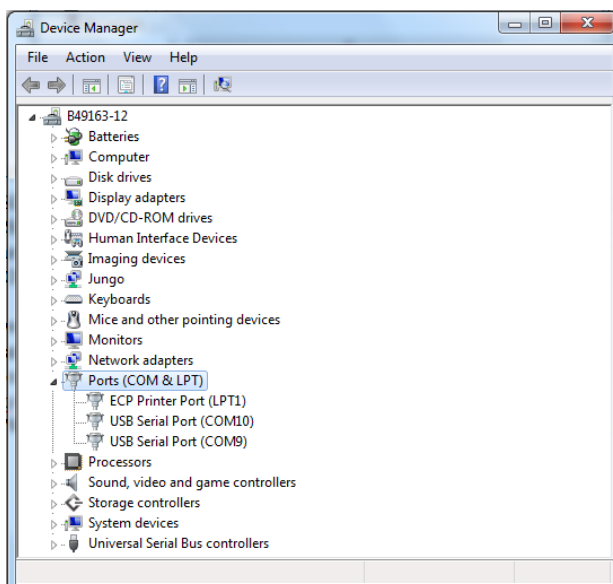 Device Manager
File Action View Help
B49163-12
Batteries
Computer
Disk drives
Display adapters
DVD/CD-ROM drives
Human Interface Devices
Imaging devices
Jungo
Keyboards
Mice and other pointing devices
Monitors
Network adapters
Ports (COM & LPT)
ECP Printer Port (LPT1)
USB Serial Port (COM10)
USB Serial Port (COM9)
Processors
Sound, video and game controllers
Storage controllers
System devices
Universal Serial Bus controllers